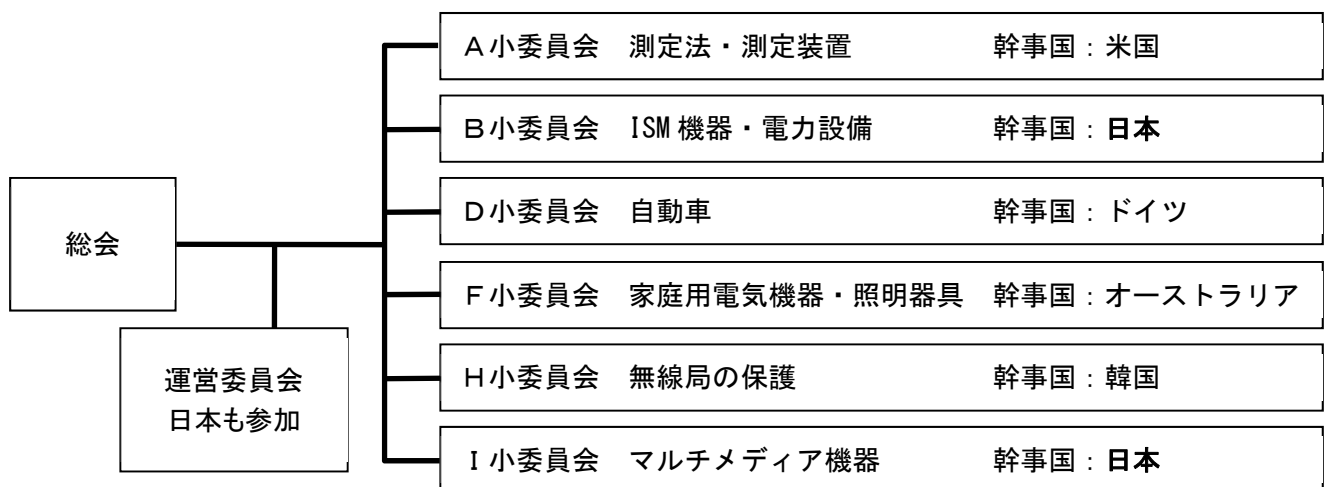 総会
運営委員会
日本も参加
A小委員会 測定法・測定装置 幹事国:米国
B小委員会 ISM機器・電力設備 幹事国:日本
D小委員会 自動車 幹事国:ドイツ
F小委員会 家庭用電気機器・照明器具 幹事国:オーストラリア
H小委員会 無線局の保護 幹事国:韓国
I小委員会 マルチメディア機器 幹事国:日本